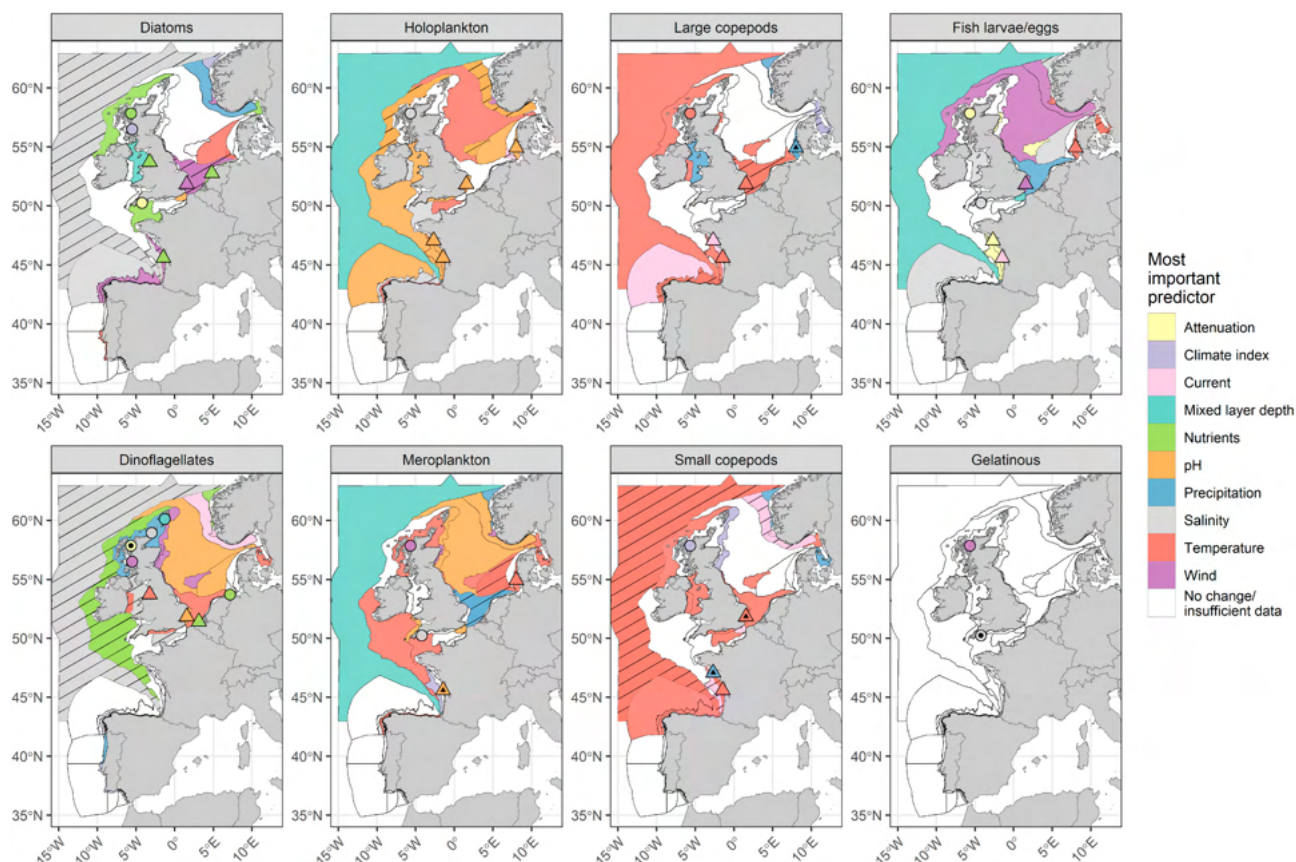 Diatoms
Holoplankton
Large copepods
Fish larvae/eggs
60°N
55°N
50°N
45°N
40°N
35°N
15°W
10°W
5°W
0°
5°E
10°E
15°W
10°W
5°W
0°
5°E
10°E
15°W
10°W
5°W
0°
5°E
10°E
15°W
10°W
5°W
0°
5°E
10°E
Dinoflagellates
Meroplankton
Small copepods
Gelatinous
60°N
55°N
50°N
45°N
40°N
35°N
15°W
10°W
5°W
0°
5°E
10°E
15°W
10°W
5°W
0°
5°E
10°E
15°W
10°W
5°W
0°
5°E
10°E
15°W
10°W
5°W
0°
5°E
10°E
Most
important
predictor
Attenuation
Climate index
Current
Mixed layer depth
Nutrients
pH
Precipitation
Salinity
Temperature
Wind
No change/
insufficient data